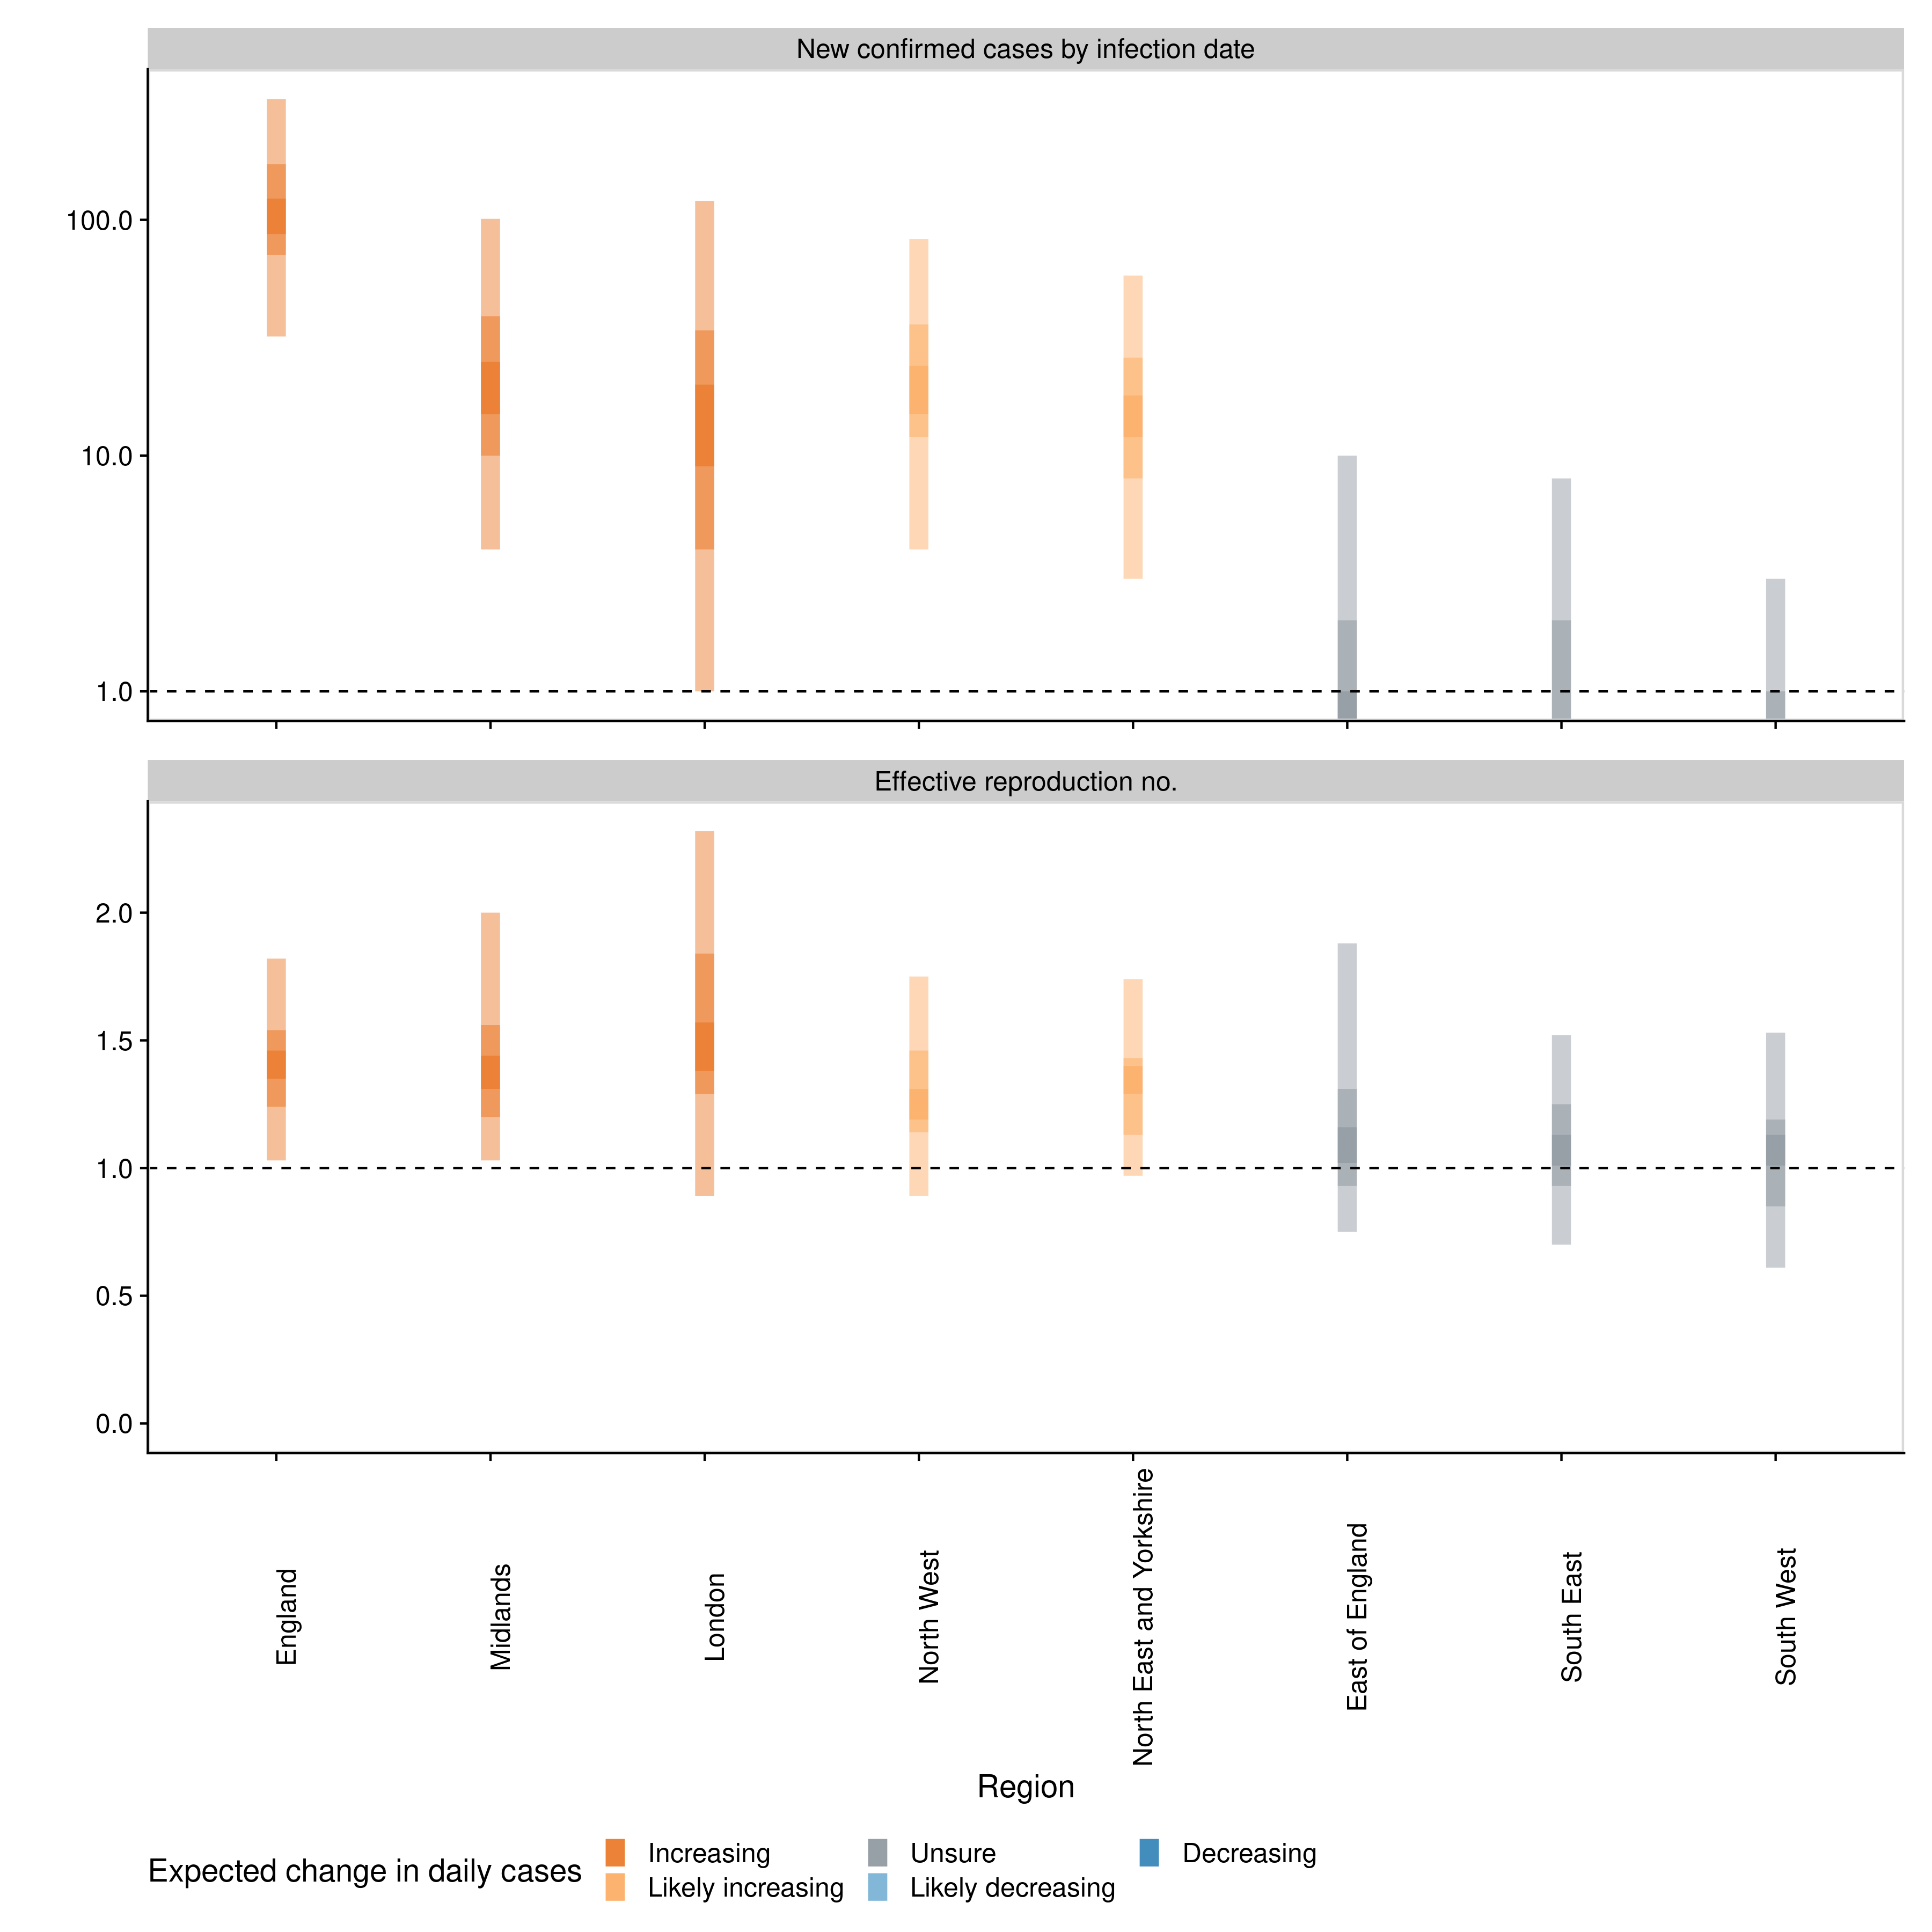 New confirmed cases by infection date
100.0
10.0
1.0
Effective reproduction no.
2.0
1.5
1.0
0.5
0.0
England
Midlands
London
North West
North East and Yorkshire
East of England
South East
South West
Region
Expected change in daily cases
Increasing
Unsure
Decreasing
Likely increasing
Likely decreasing